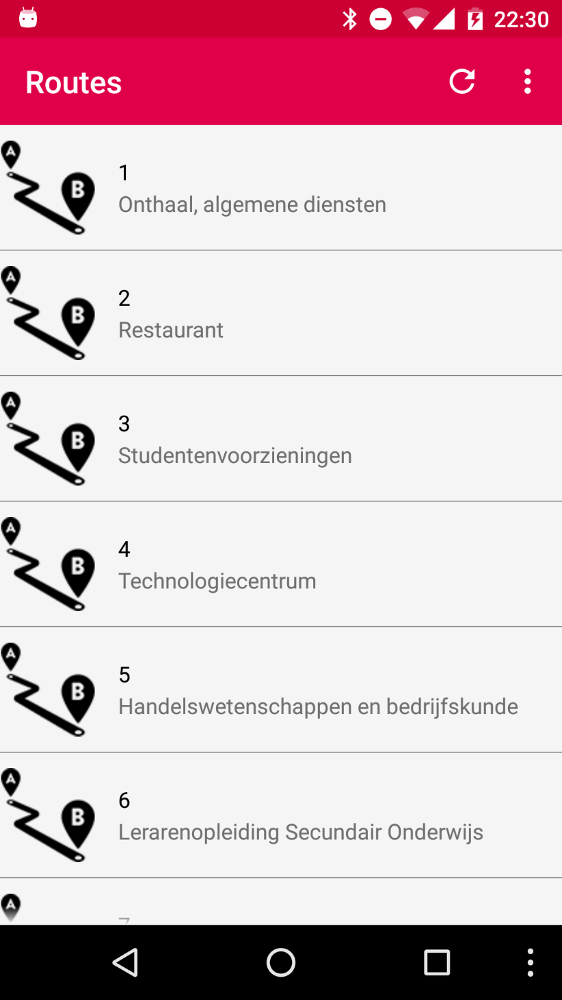 22:30
Routes
A
B
1
Onthaal, algemene diensten
A
B
2
Restaurant
A
B
3
Studentenvoorzieningen
A
B
4
Technologiecentrum
A
B
5
Handelswetenschappen en bedrijfskunde
A
B
6
Lerarenopleiding Secundair Onderwijs
A